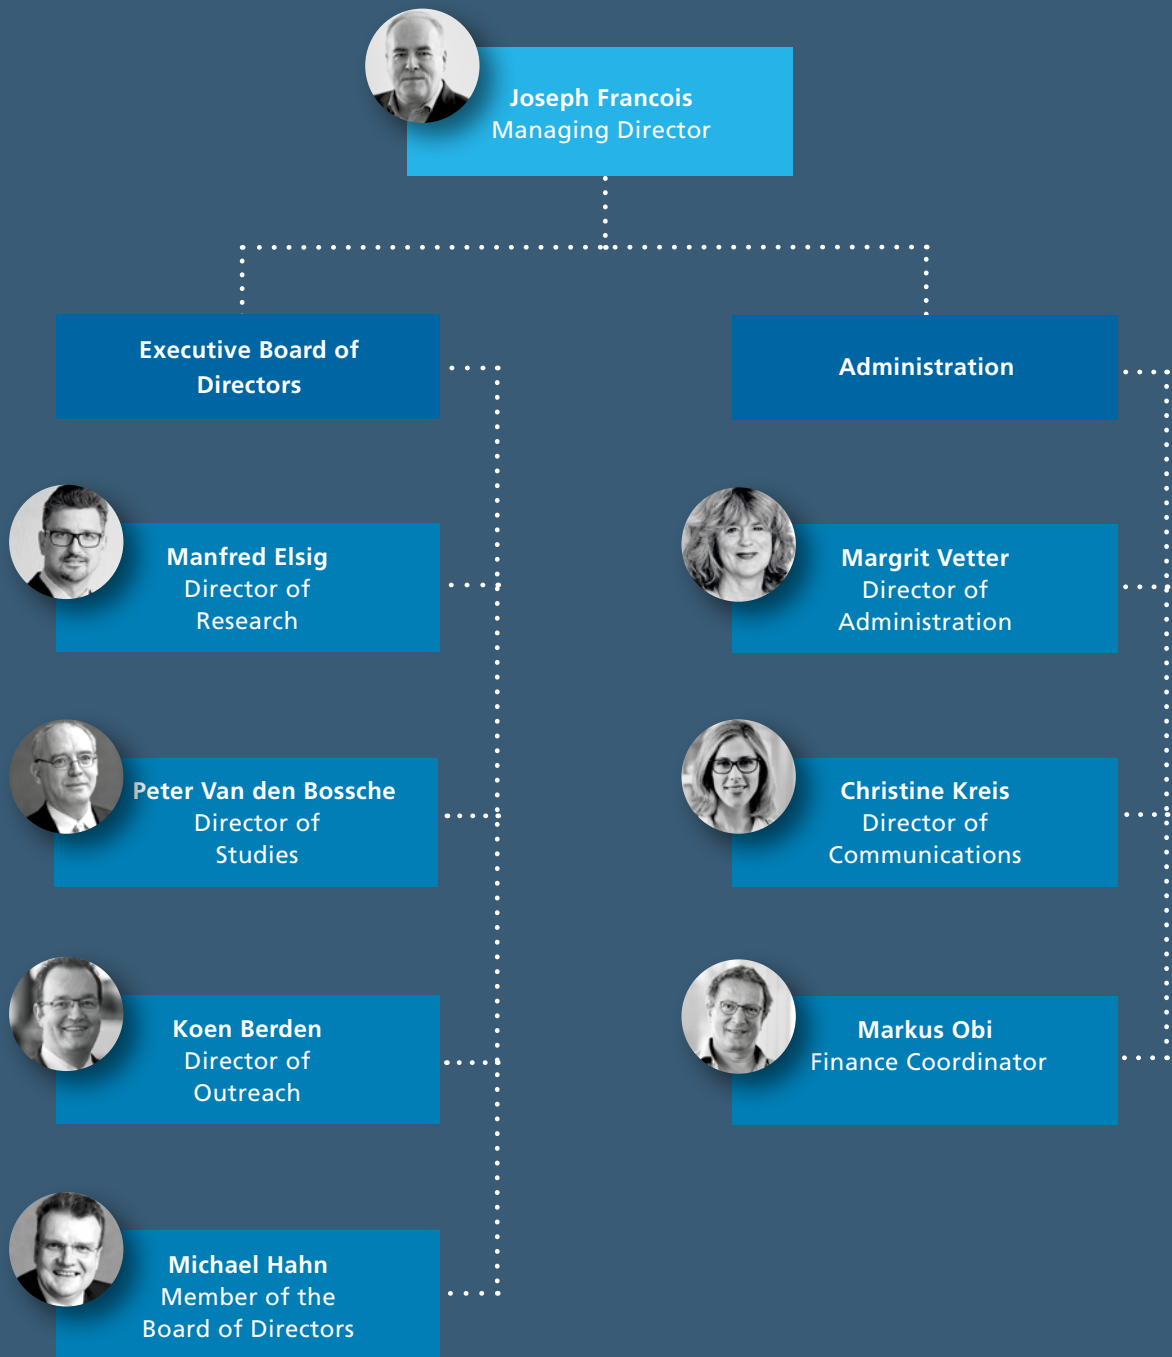 Joseph Francois
Managing Director
Executive Board of
Directors
Administration
Manfred Elsig
Director of
Research
Margrit Vetter
Director of
Administration
Peter Van den Bossche
Director of
Studies
Christine Kreis
Director of
Communications
Koen Berden
Director of
Outreach
Markus Obi
Finance Coordinator
Michael Hahn
Member of the
Board of Directors